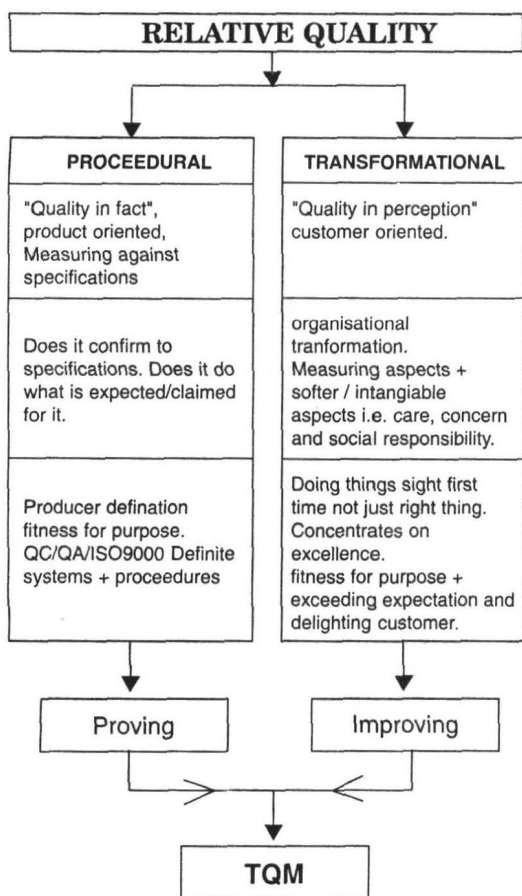 RELATIVE QUALITY
PROCEEDURAL
"Quality in fact",
product oriented,
Measuring against
specifications
Does it confirm to
specifications. Does it do
what is expected/claimed
for it.
Producer defination
fitness for purpose.
QC/QA/ISO9000 Definite
systems + proceedures
Proving
TRANSFORMATIONAL
"Quality in perception"
customer oriented.
organisational
tranformation.
Measuring aspects +
softer / intangiable
aspects i.e. care, concern
and social responsibility.
Doing things sight first
time not just right thing.
Concentrates on
excellence.
fitness for purpose +
exceeding expectation and
delighting customer.
Improving
TQM